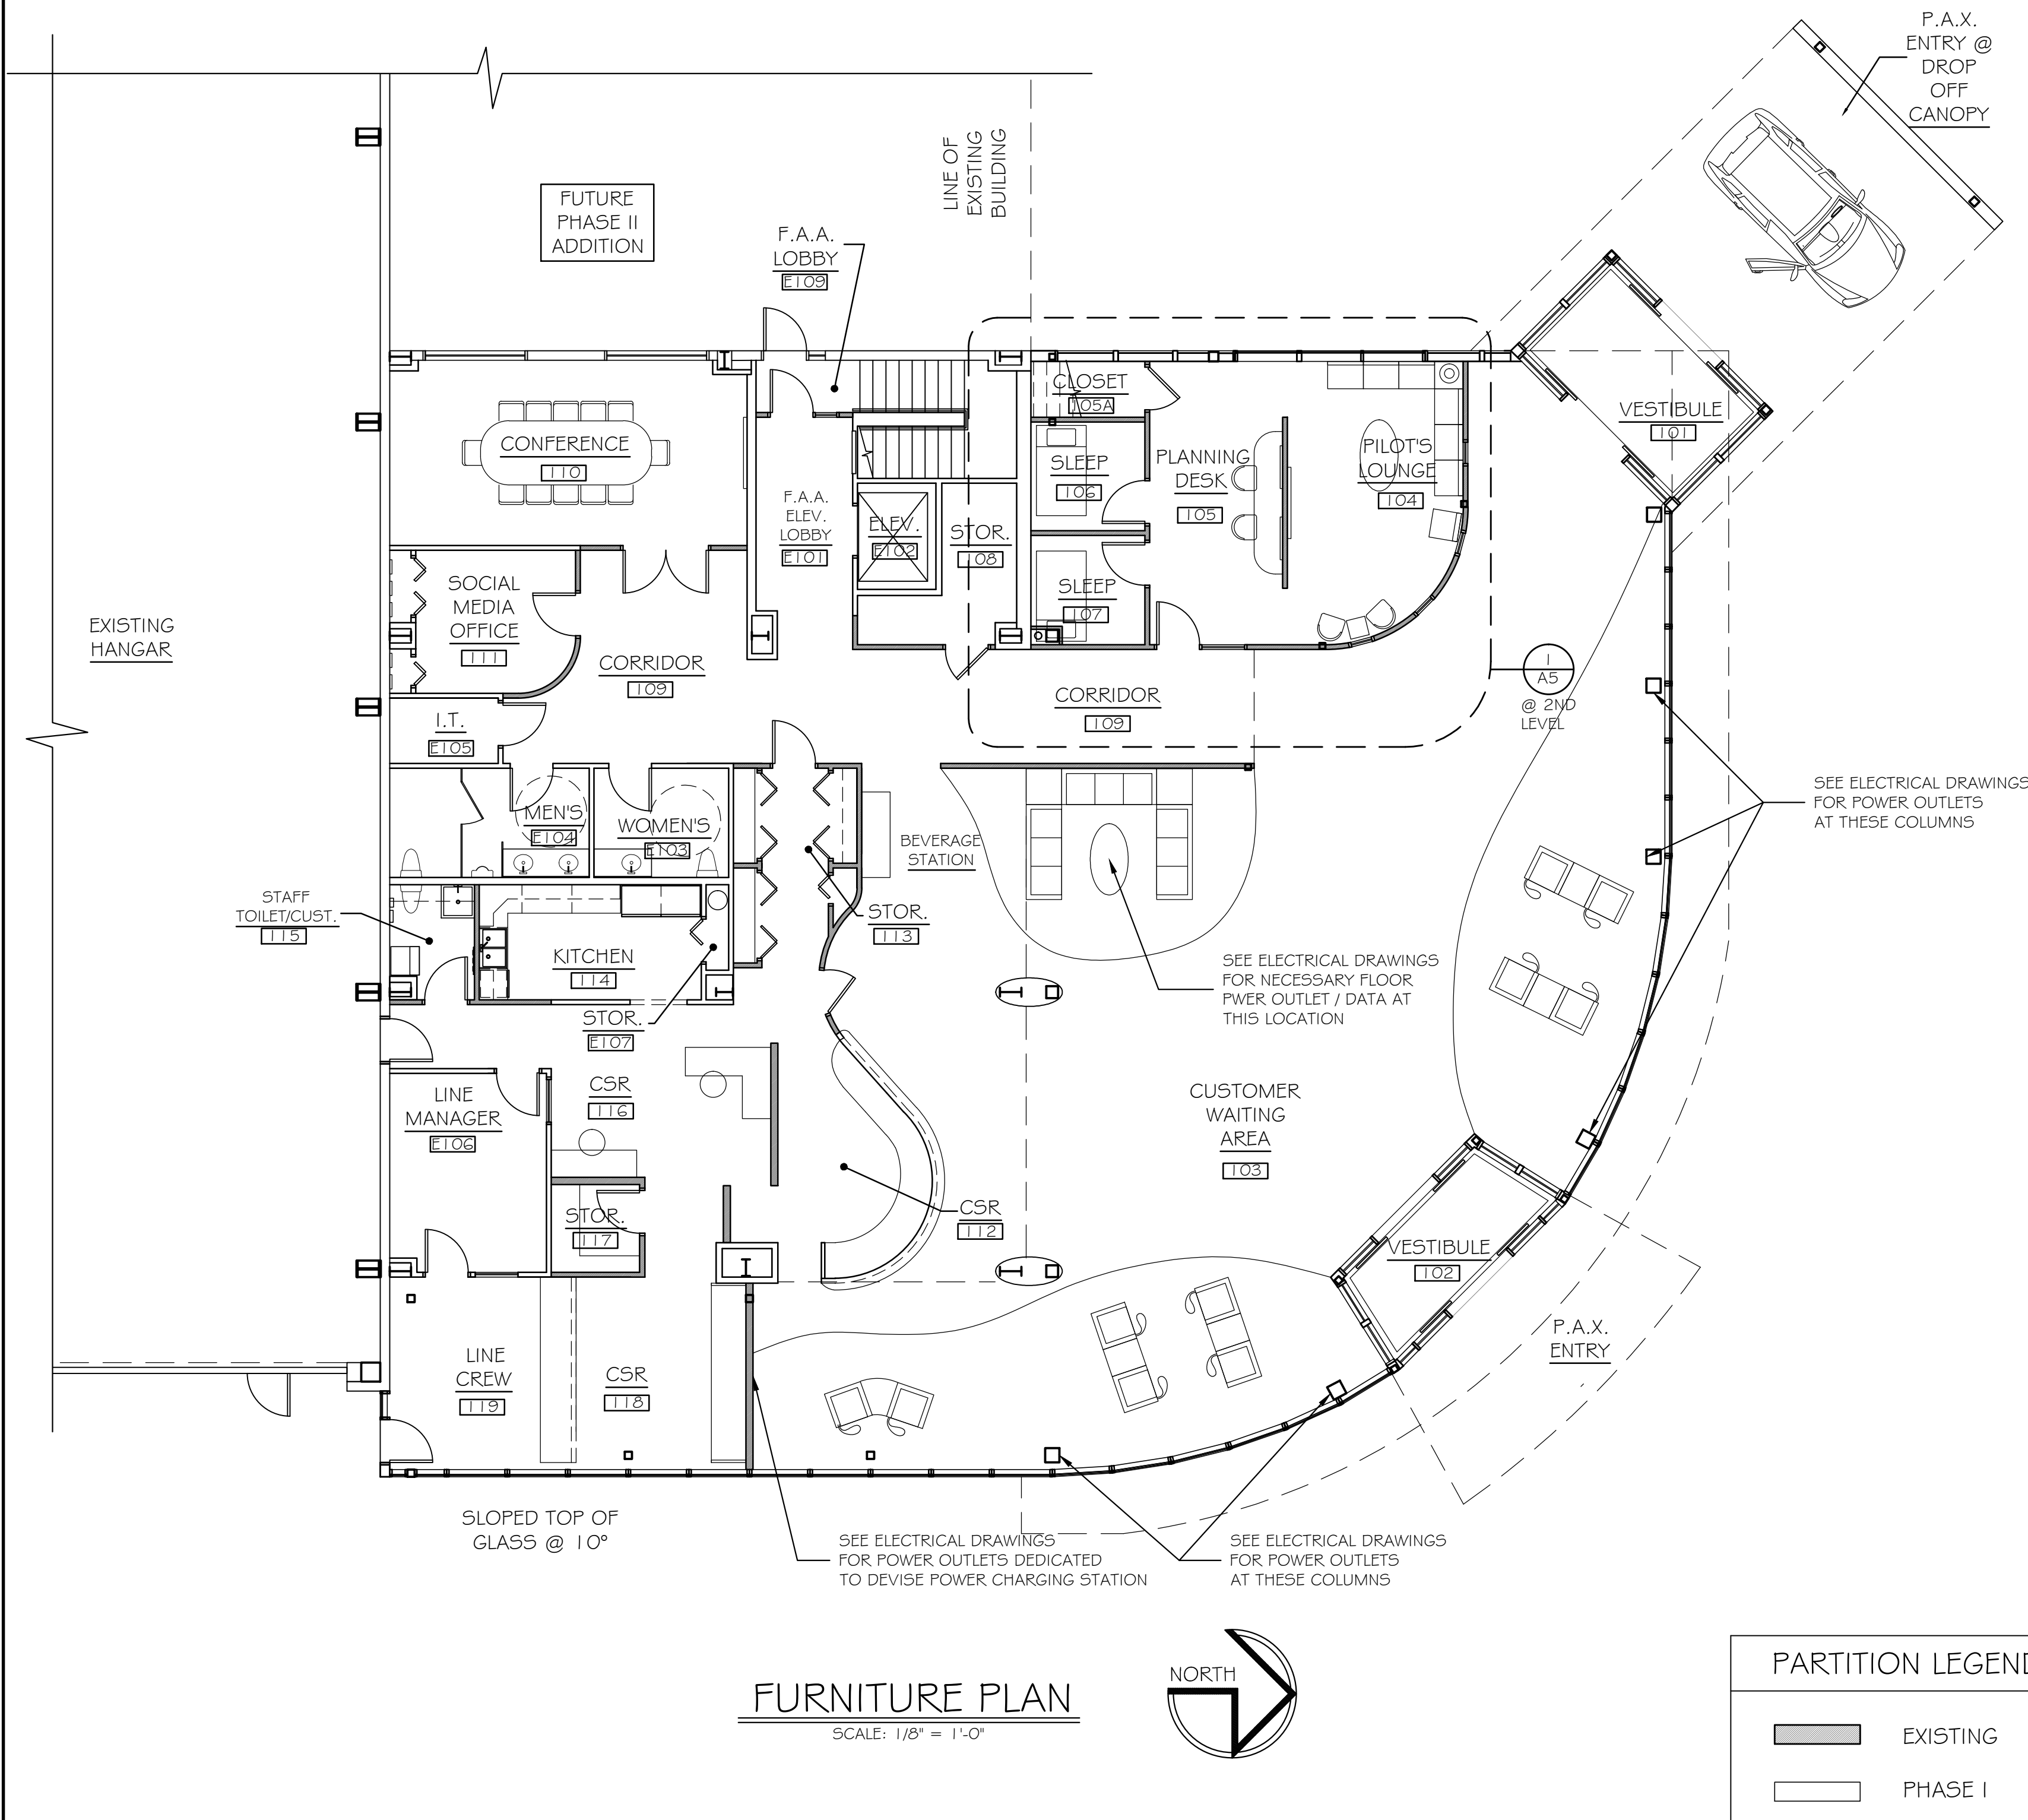 P.A.X.
ENTRY @
DROP
OFF
CANOPY
LINE OF
EXISTING
BUILDING
FUTURE
PHASE II
ADDITION
F.A.A.
LOBBY
E109
VESTIBULE
101
CLOSET
105A
CONFERENCE
110
SLEEP
106
PLANNING
DESK
105
PILOT'S
LOUNGE
104
F.A.A.
ELEV.
LOBBY
E101
ELEV.
E102
STOR.
108
SLEEP
107
SOCIAL
MEDIA
OFFICE
111
EXISTING
HANGAR
CORRIDOR
109
CORRIDOR
109
1
A5
@ 2ND
LEVEL
I.T.
E105
MEN'S
E104
WOMEN'S
E103
BEVERAGE
STATION
SEE ELECTRICAL DRAWINGS
FOR POWER OUTLETS
AT THESE COLUMNS
STAFF
TOILET/CUST.
115
STOR.
113
KITCHEN
114
SEE ELECTRICAL DRAWINGS
FOR NECESSARY FLOOR
PWER OUTLET / DATA AT
THIS LOCATION
STOR.
E107
LINE
MANAGER
E106
CSR
116
CUSTOMER
WAITING
AREA
103
STOR.
117
CSR
112
VESTIBULE
102
P.A.X.
ENTRY
LINE
CREW
119
CSR
118
SLOPED TOP OF
GLASS @ 10°
SEE ELECTRICAL DRAWINGS
FOR POWER OUTLETS DEDICATED
TO DEVISE POWER CHARGING STATION
SEE ELECTRICAL DRAWINGS
FOR POWER OUTLETS
AT THESE COLUMNS
FURNITURE PLAN
SCALE: 1/8" = 1'-0"
NORTH
PARTITION LEGEND
EXISTING
PHASE I